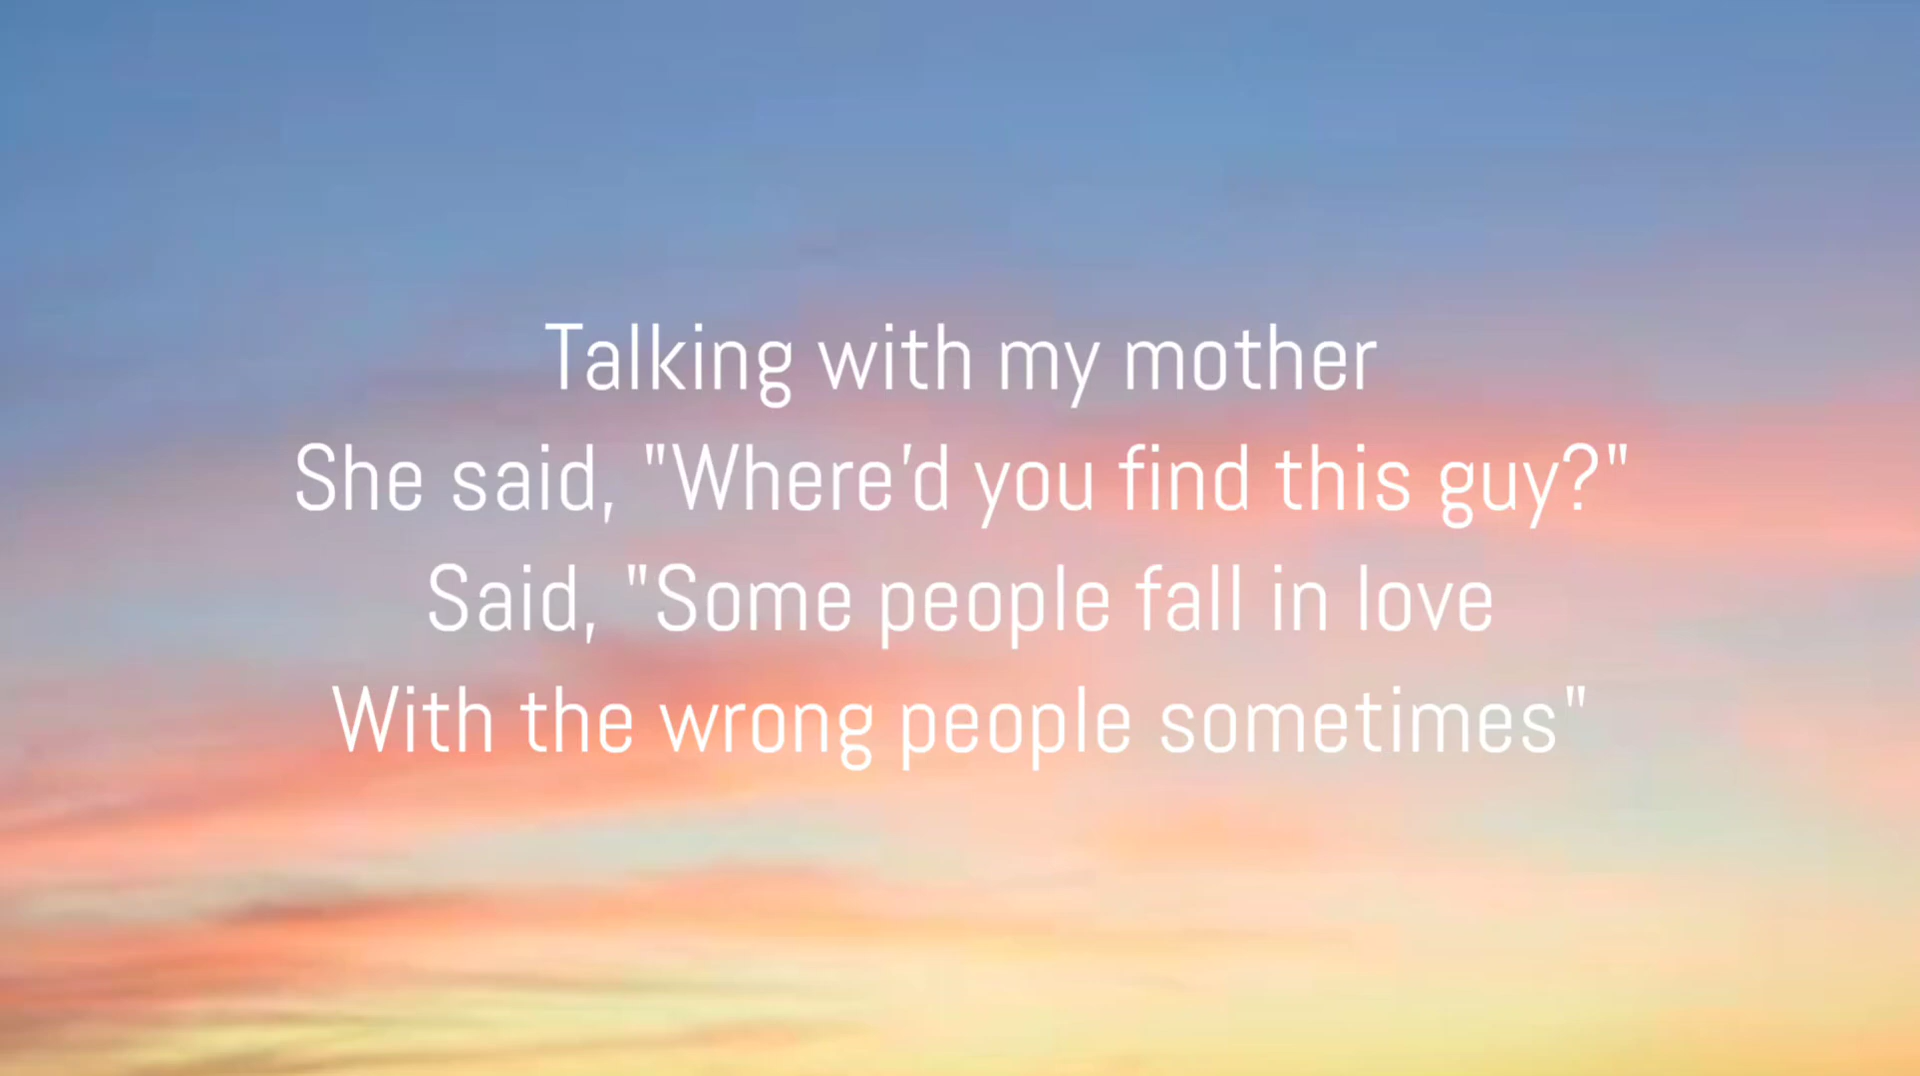 Talking with my mother
She said, "Where'd you find this guy?"
Said, "Some people fall in love
With the wrong people sometimes"